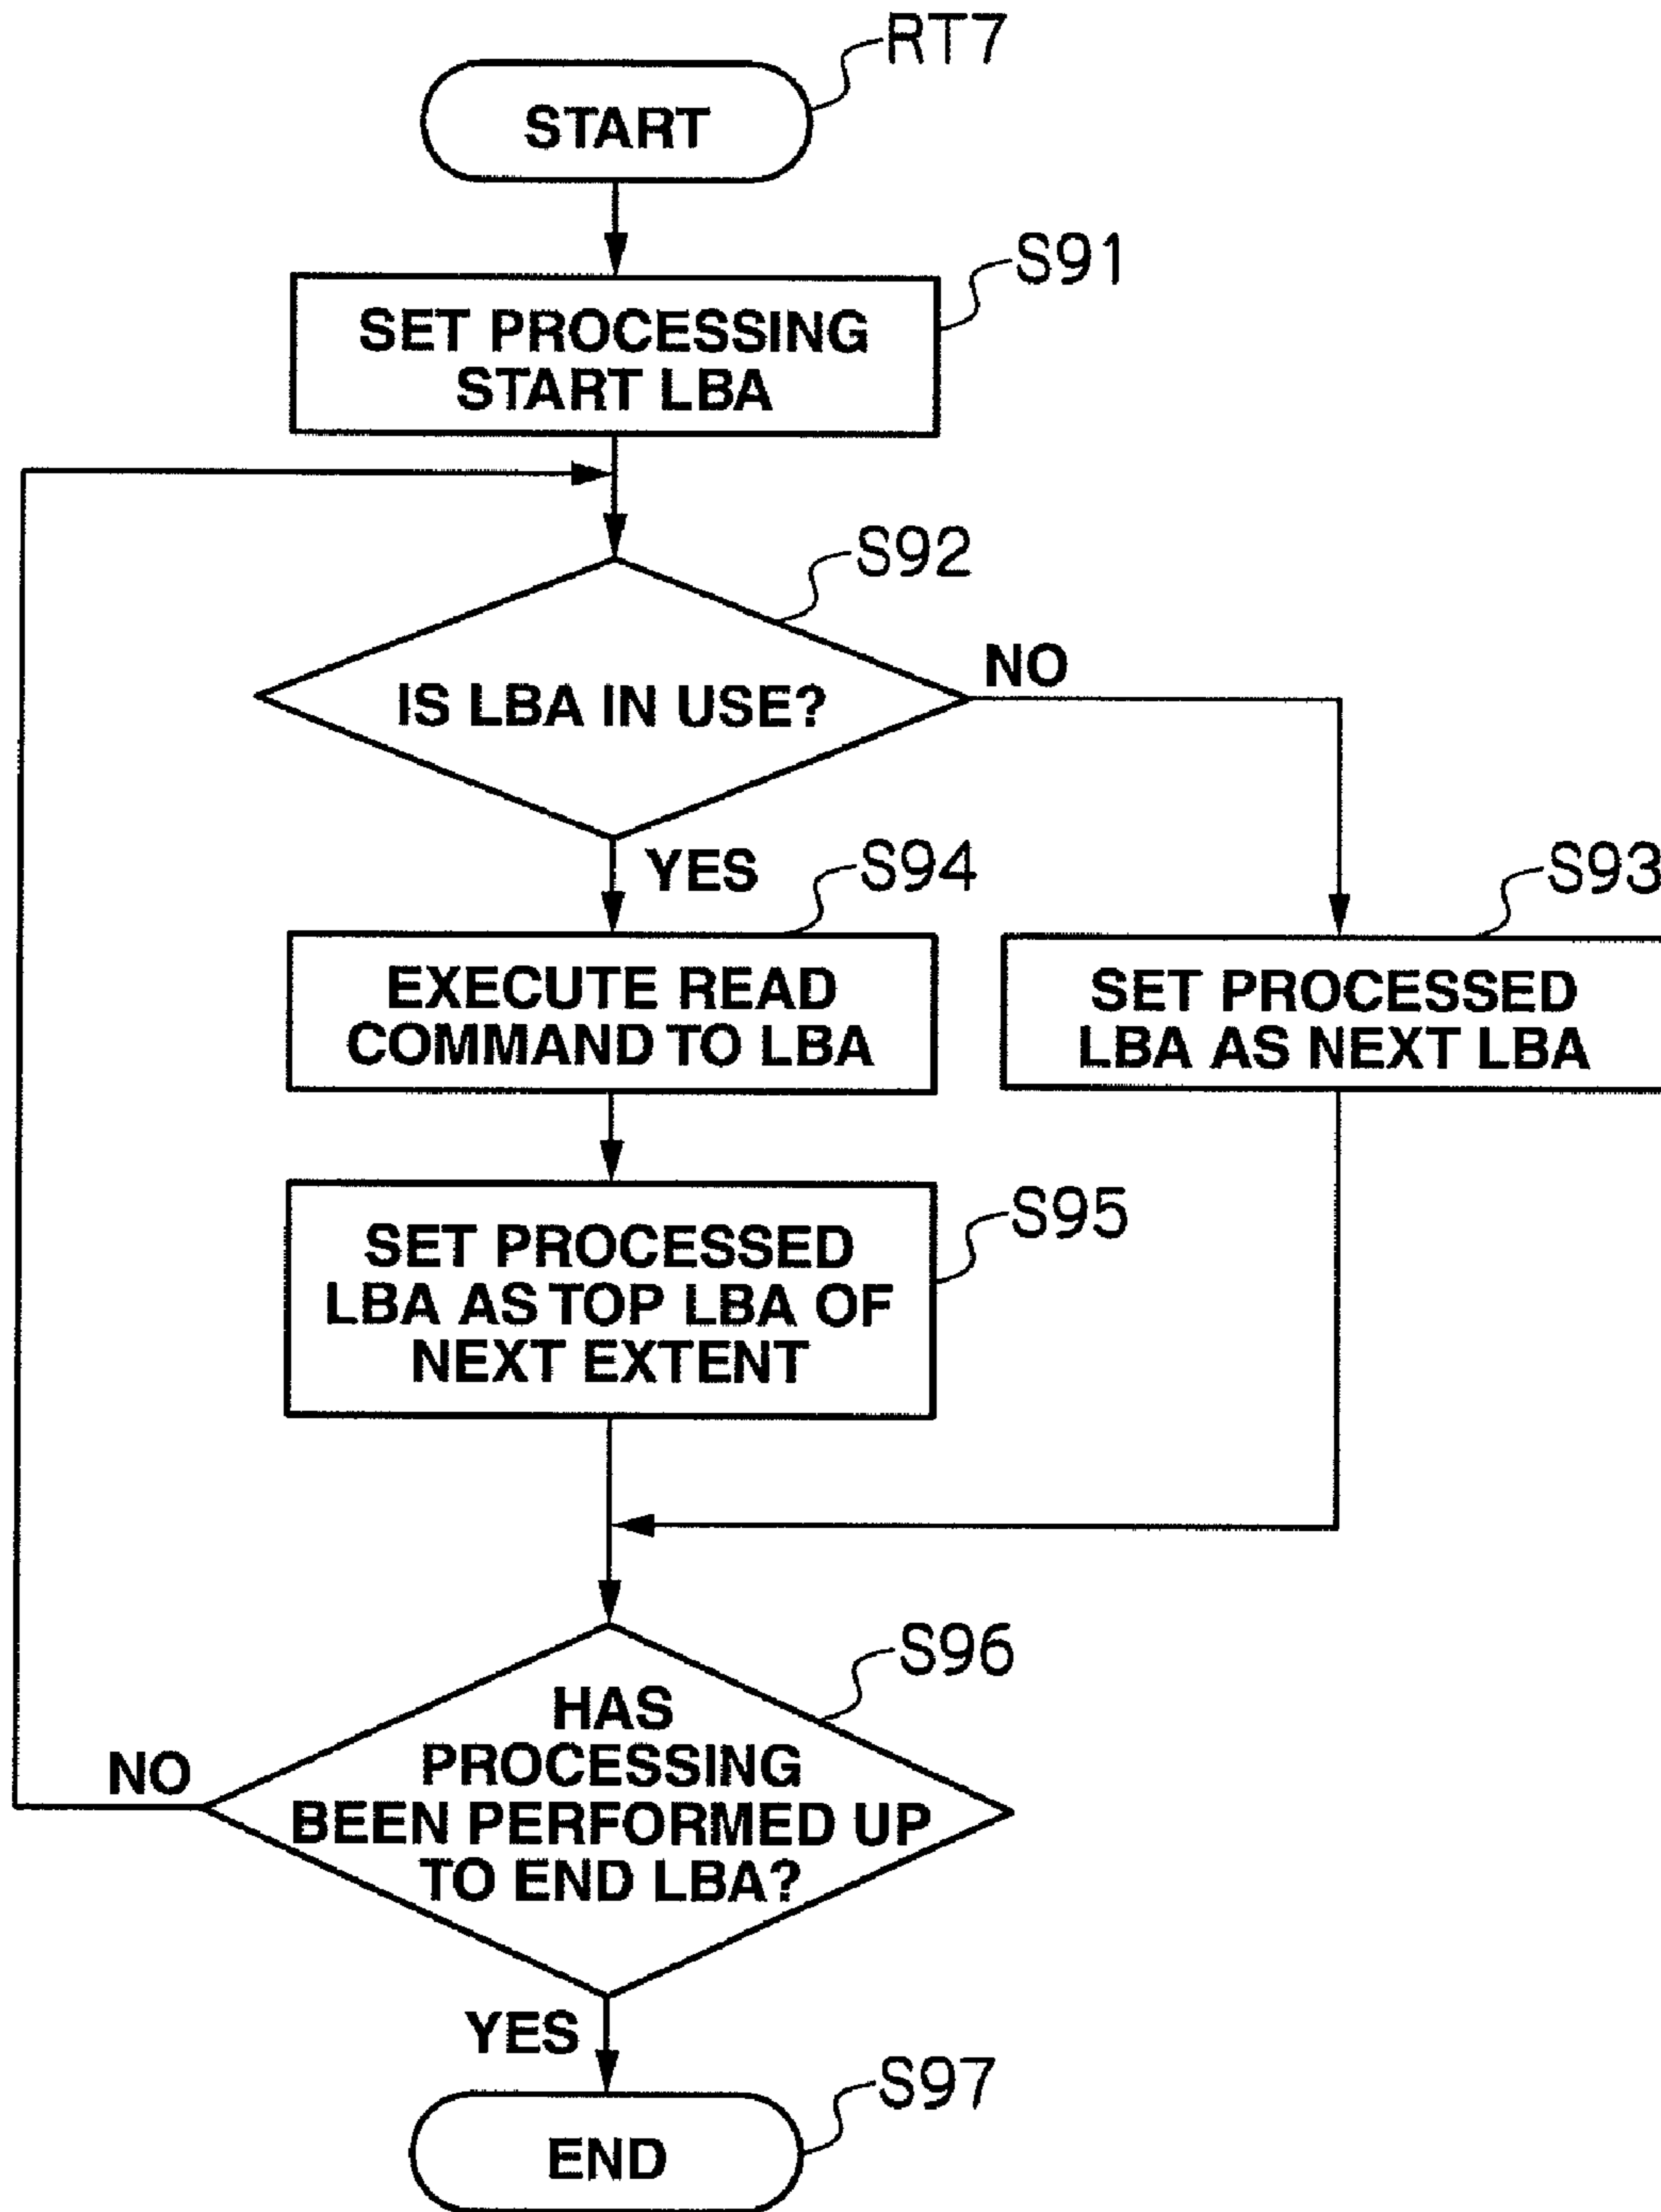 RT7
START
S91
SET PROCESSING
START LBA
S92
IS LBA IN USE?
NO
YES
S94
S93
EXECUTE READ
COMMAND TO LBA
SET PROCESSED
LBA AS NEXT LBA
S95
SET PROCESSED
LBA AS TOP LBA OF
NEXT EXTENT
S96
HAS
PROCESSING
BEEN PERFORMED UP
TO END LBA?
NO
YES
S97
END